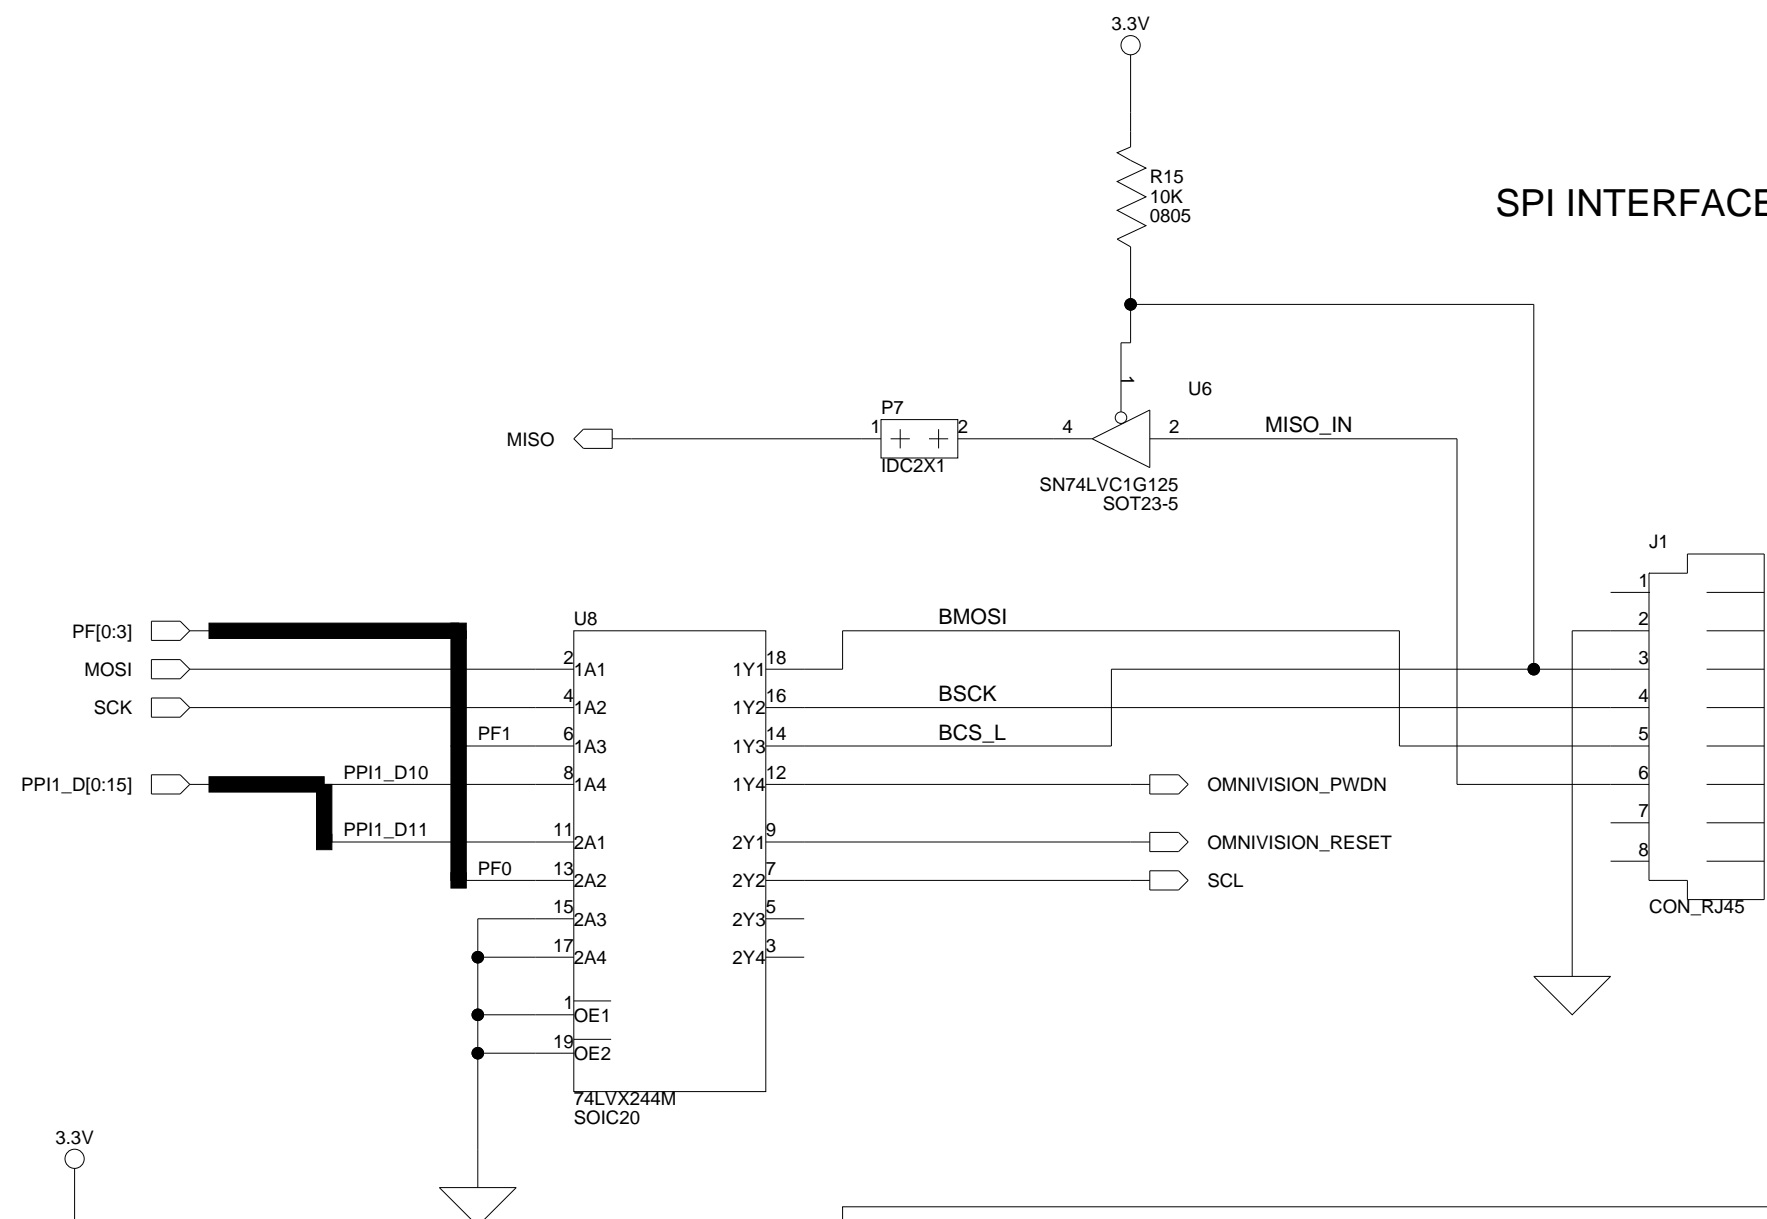 3.3V
R15
10K
0805
SPI INTERFACE
1
U6
P7
1
2
4
2
MISO_IN
MISO
IDC2X1
SN74LVC1G125
SOT23-5
J1
1
2
3
4
5
6
7
8
CON_RJ45
PF[0:3]
MOSI
SCK
PPI1_D[0:15]
PF1
PPI1_D10
PPI1_D11
PF0
U8
2 1A1 1Y1 18
4 1A2 1Y2 16
6 1A3 1Y3 14
8 1A4 1Y4 12
11 2A1 2Y1 9
13 2A2 2Y2 7
15 2A3 2Y3 5
17 2A4 2Y4 3
1 OE1
19 OE2
74LVX244M
SOIC20
BMOSI
BSCK
BCS_L
OMNIVISION_PWDN
OMNIVISION_RESET
SCL
3.3V